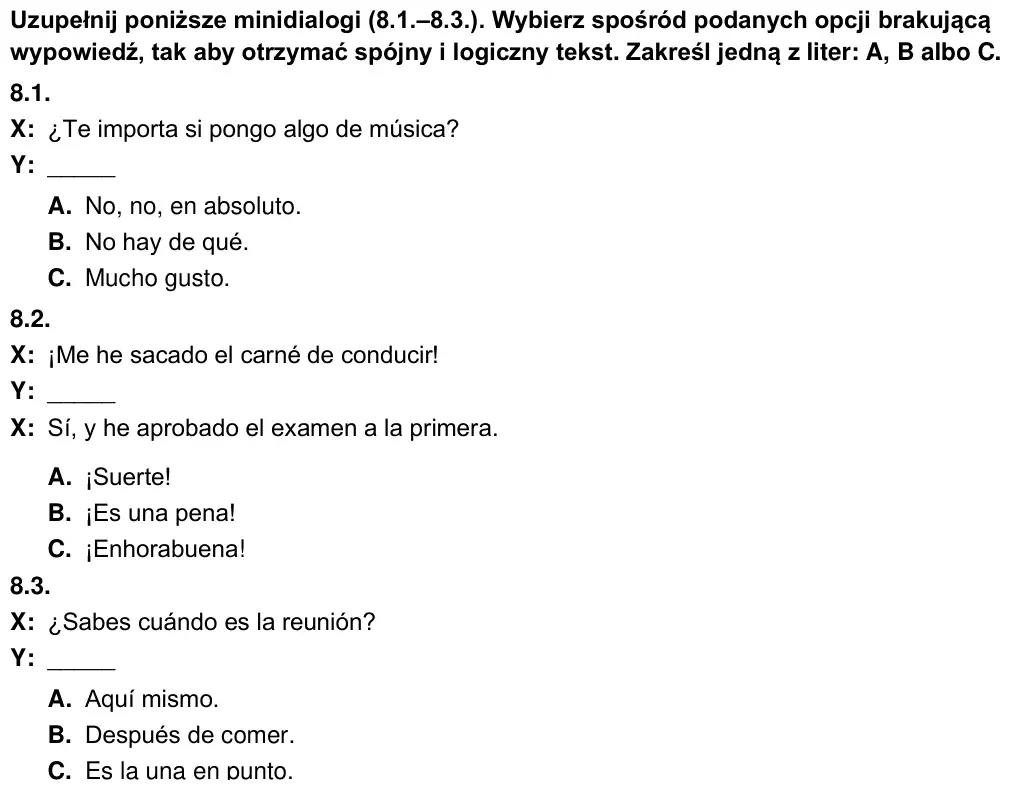 Uzupełnij poniższe minidialogi (8.1.–8.3.). Wybierz spośród podanych opcji brakującą
wypowiedź, tak aby otrzymać spójny i logiczny tekst. Zakreśl jedną z liter: A, B albo C.
8.1.
X: ¿Te importa si pongo algo de música?
Y: _____
A. No, no, en absoluto.
B. No hay de qué.
C. Mucho gusto.
8.2.
X: ¡Me he sacado el carné de conducir!
Y: _____
X: Sí, y he aprobado el examen a la primera.
A. ¡Suerte!
B. ¡Es una pena!
C. ¡Enhorabuena!
8.3.
X: ¿Sabes cuándo es la reunión?
Y: _____
A. Aquí mismo.
B. Después de comer.
C. Es la una en punto.